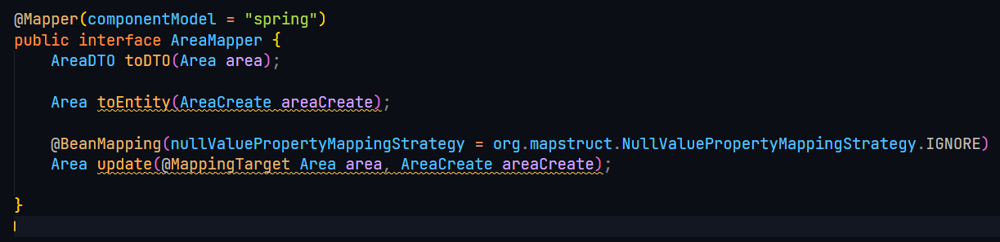 @Mapper(componentModel = "spring")
public interface AreaMapper {
    AreaDTO toDTO(Area area);

    Area toEntity(AreaCreate areaCreate);

    @BeanMapping(nullValuePropertyMappingStrategy = org.mapstruct.NullValuePropertyMappingStrategy.IGNORE)
    Area update(@MappingTarget Area area, AreaCreate areaCreate);

}